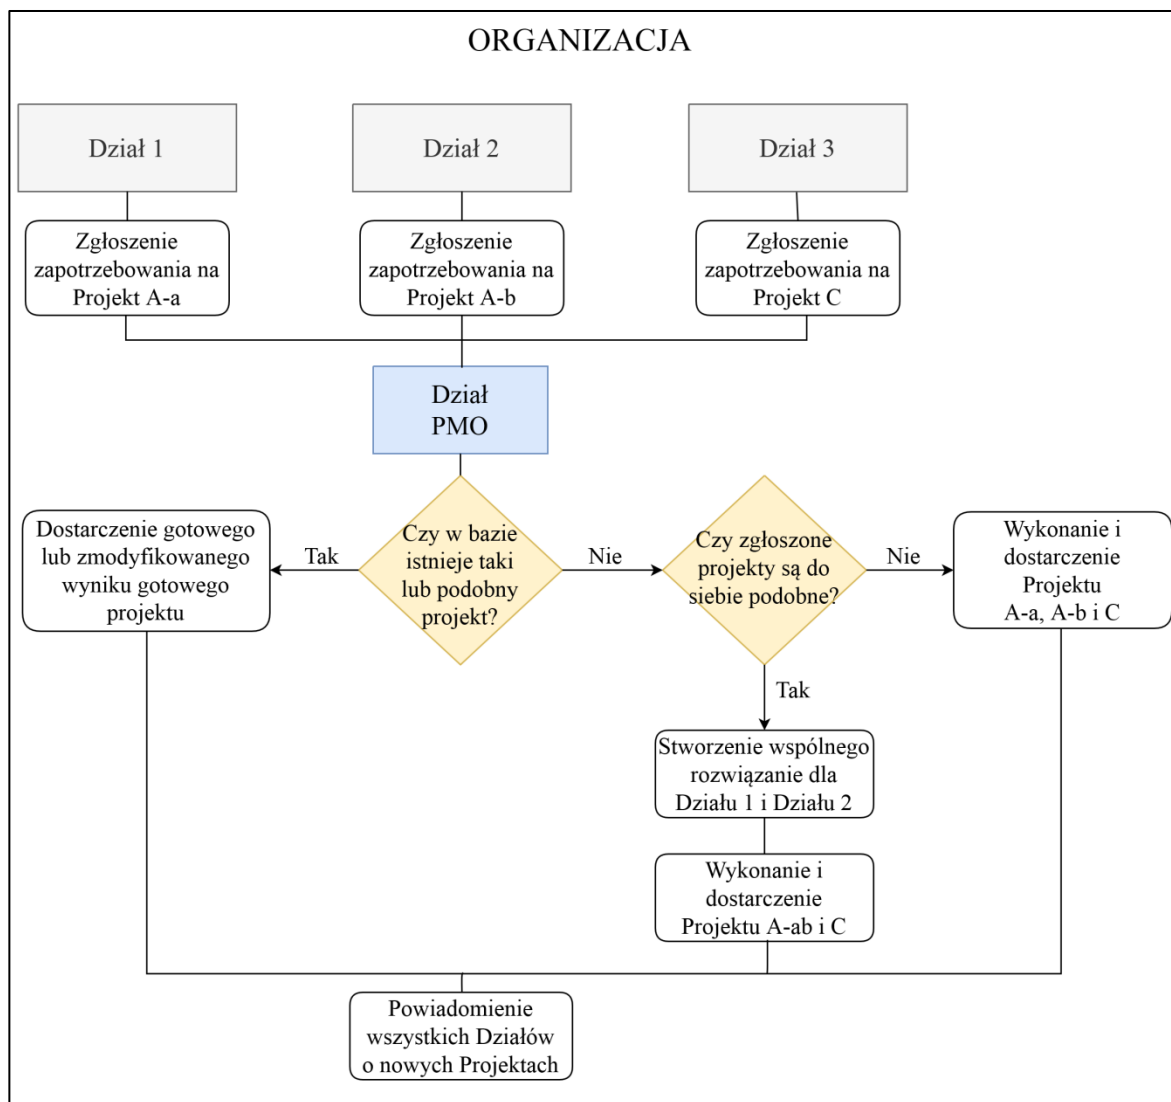 ORGANIZACJA
Dział 1
Dział 2
Dział 3
Zgłoszenie
zapotrzebowania na
Projekt A-a
Zgłoszenie
zapotrzebowania na
Projekt A-b
Zgłoszenie
zapotrzebowania na
Projekt C
Dział
PMO
Dostarczenie gotowego
lub zmodyfikowanego
wyniku gotowego
projektu
Tak
Czy w bazie
istnieje taki
lub podobny
projekt?
Nie
Czy zgłoszone
projekty są do
siebie podobne?
Nie
Wykonanie i
dostarczenie
Projektu
A-a, A-b i C
Tak
Stworzenie wspólnego
rozwiązanie dla
Działu 1 i Działu 2
Wykonanie i
dostarczenie
Projektu A-ab i C
Powiadomienie
wszystkich Działów
o nowych Projektach